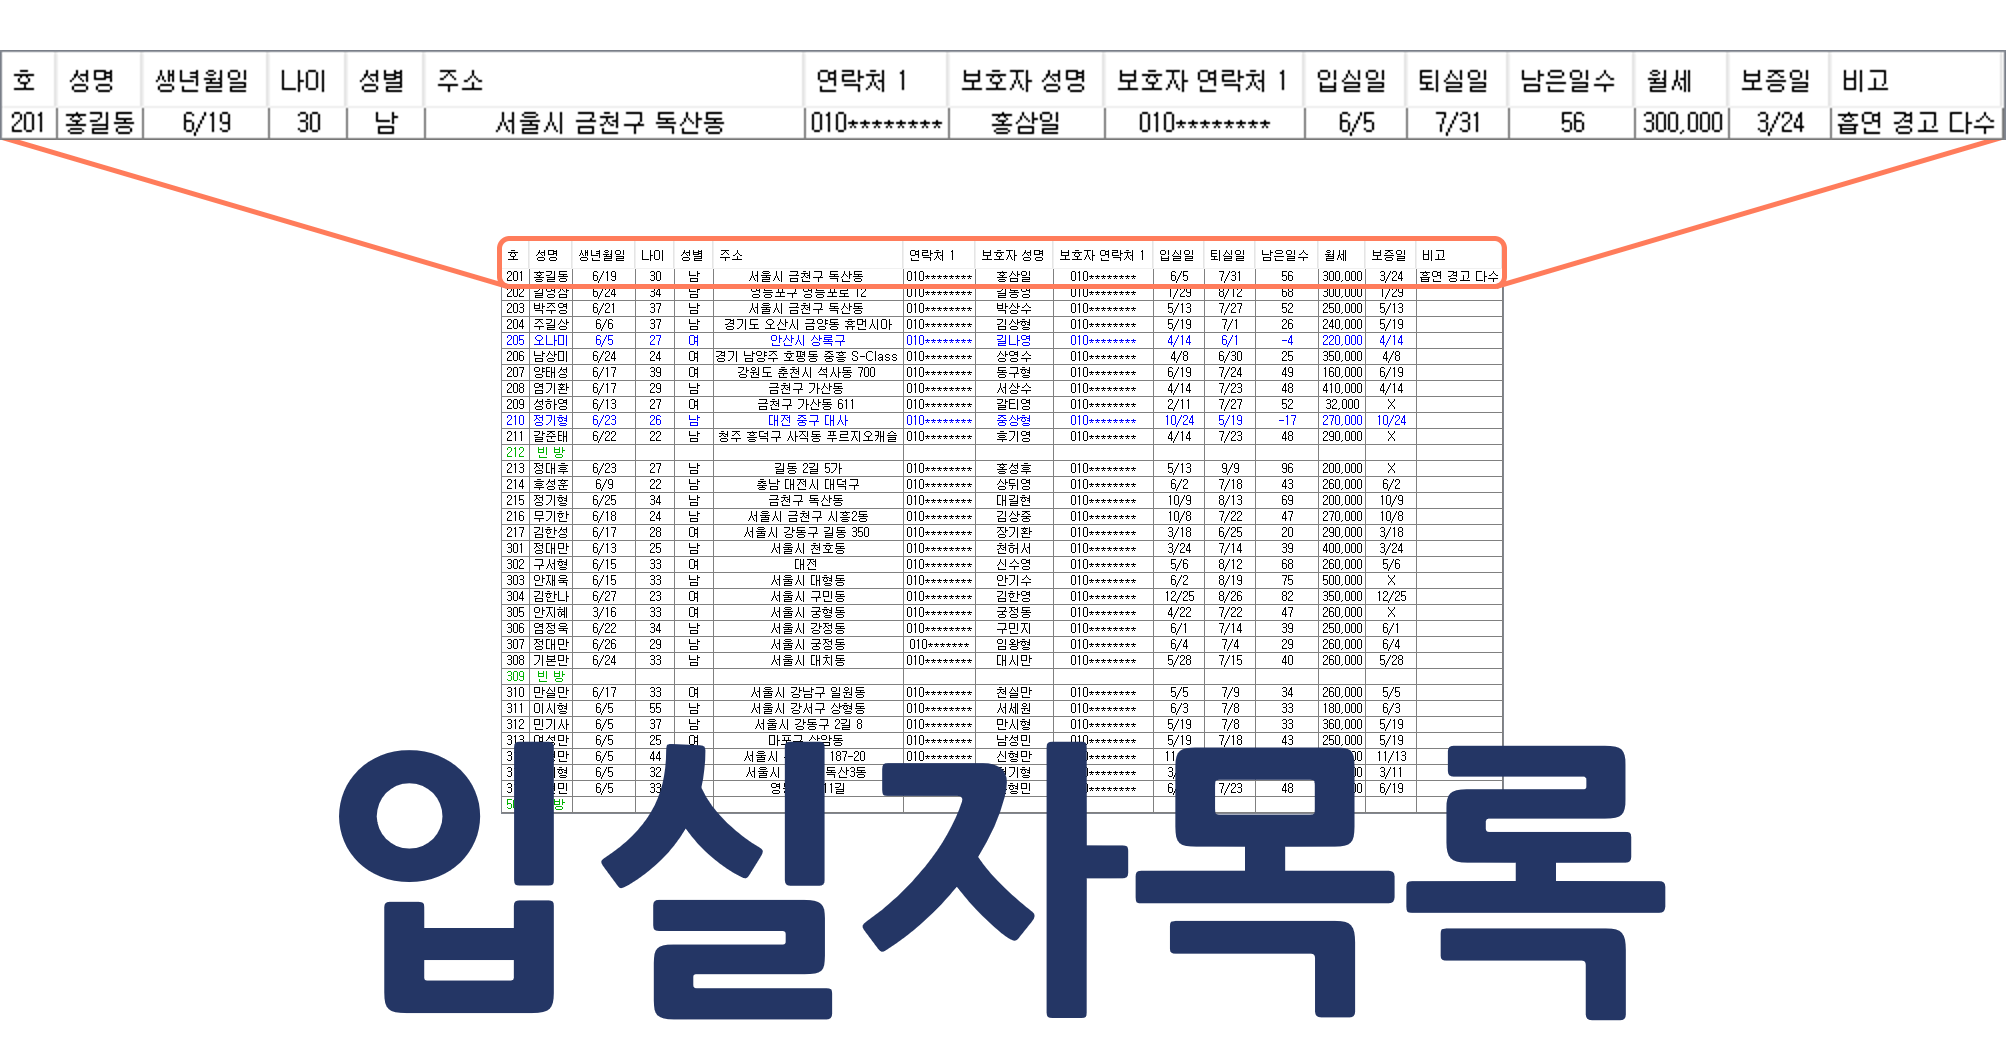 호 성명 생년월일 나이 성별 주소 연락처 1 보호자 성명 보호자 연락처 1 입실일 퇴실일 남은일수 월세 보증일 비고
201 홍길동 6/19 30 남 서울시 금천구 독산동 010******** 홍삼일 010******** 6/5 7/31 56 300,000 3/24 흡연 경고 다수
호 성명 생년월일 나이 성별 주소 연락처 1 보호자 성명 보호자 연락처 1 입실일 퇴실일 남은일수 월세 보증일 비고
201 홍길동 6/19 30 남 서울시 금천구 독산동 010******** 홍삼일 010******** 6/5 7/31 56 300,000 3/24 흡연 경고 다수
202 길영삼 6/24 34 남 영등포구 영등포로 12 010******** 길동영 010******** 1/29 8/12 68 300,000 1/29
203 박주영 6/21 37 남 서울시 금천구 독산동 010******** 박상수 010******** 5/13 7/27 52 250,000 5/13
204 주길상 6/6 37 남 경기도 오산시 금양동 휴먼시아 010******** 김상형 010******** 5/19 7/1 26 240,000 5/19
205 오나미 6/5 27 여 안산시 상록구 010******** 길나영 010******** 4/14 6/1 -4 220,000 4/14
206 남상미 6/24 24 여 경기 남양주 호평동 중흥 S-Class 010******** 상영수 010******** 4/8 6/30 25 350,000 4/8
207 양태성 6/17 39 여 강원도 춘천시 석사동 700 010******** 동구형 010******** 6/19 7/24 49 160,000 6/19
208 염기환 6/17 29 남 금천구 가산동 010******** 서상수 010******** 4/14 7/23 48 410,000 4/14
209 성하영 6/13 27 여 금천구 가산동 611 010******** 갈티영 010******** 2/11 7/27 52 32,000 X
210 정기형 6/23 26 남 대전 중구 대사 010******** 중상형 010******** 10/24 5/19 -17 270,000 10/24
211 갈준태 6/22 22 남 청주 흥덕구 사직동 푸르지오캐슬 010******** 후기영 010******** 4/14 7/23 48 290,000 X
212 빈 방
213 정대후 6/23 27 남 길동 2길 5가 010******** 홍성후 010******** 5/13 9/9 96 200,000 X
214 후성훈 6/9 22 남 충남 대전시 대덕구 010******** 상뒤영 010******** 6/2 7/18 43 260,000 6/2
215 정기형 6/25 34 남 금천구 독산동 010******** 대길현 010******** 10/9 8/13 69 200,000 10/9
216 무기한 6/18 24 남 서울시 금천구 시흥2동 010******** 김상중 010******** 10/8 7/22 47 270,000 10/8
217 김한성 6/17 28 여 서울시 강동구 길동 350 010******** 장기환 010******** 3/18 6/25 20 290,000 3/18
301 정대만 6/13 25 남 서울시 천호동 010******** 천허서 010******** 3/24 7/14 39 400,000 3/24
302 구서형 6/15 33 여 대전 010******** 신수영 010******** 5/6 8/12 68 260,000 5/6
303 안재욱 6/15 33 남 서울시 대형동 010******** 안기수 010******** 6/2 8/19 75 500,000 X
304 김한나 6/27 23 여 서울시 구민동 010******** 김한영 010******** 12/25 8/26 82 350,000 12/25
305 안지혜 3/16 33 여 서울시 궁형동 010******** 궁정동 010******** 4/22 7/22 47 260,000 X
306 염정욱 6/22 34 남 서울시 강정동 010******** 구민지 010******** 6/1 7/14 39 250,000 6/1
307 정대만 6/26 29 남 서울시 궁정동 010******* 임왕형 010******** 6/4 7/4 29 260,000 6/4
308 기본만 6/24 33 남 서울시 대치동 010******** 대시만 010******** 5/28 7/15 40 260,000 5/28
309 빈 방
310 만실만 6/17 33 여 서울시 강남구 일원동 010******** 천실만 010******** 5/5 7/9 34 260,000 5/5
311 미시형 6/5 55 남 서울시 강서구 상형동 010******** 서세원 010******** 6/3 7/8 33 180,000 6/3
312 민기사 6/5 37 남 서울시 강동구 2길 8 010******** 만시형 010******** 5/19 7/8 33 360,000 5/19
313 여성만 6/5 25 여 마포구 상암동 010******** 남성민 010******** 5/19 7/18 43 250,000 5/19
6/5 44 서울시 187-20 010******** 신형만 11/13
6/5 32 서울시 독산3동 3/11
6/5 7/23 48 6/19
입실자목록